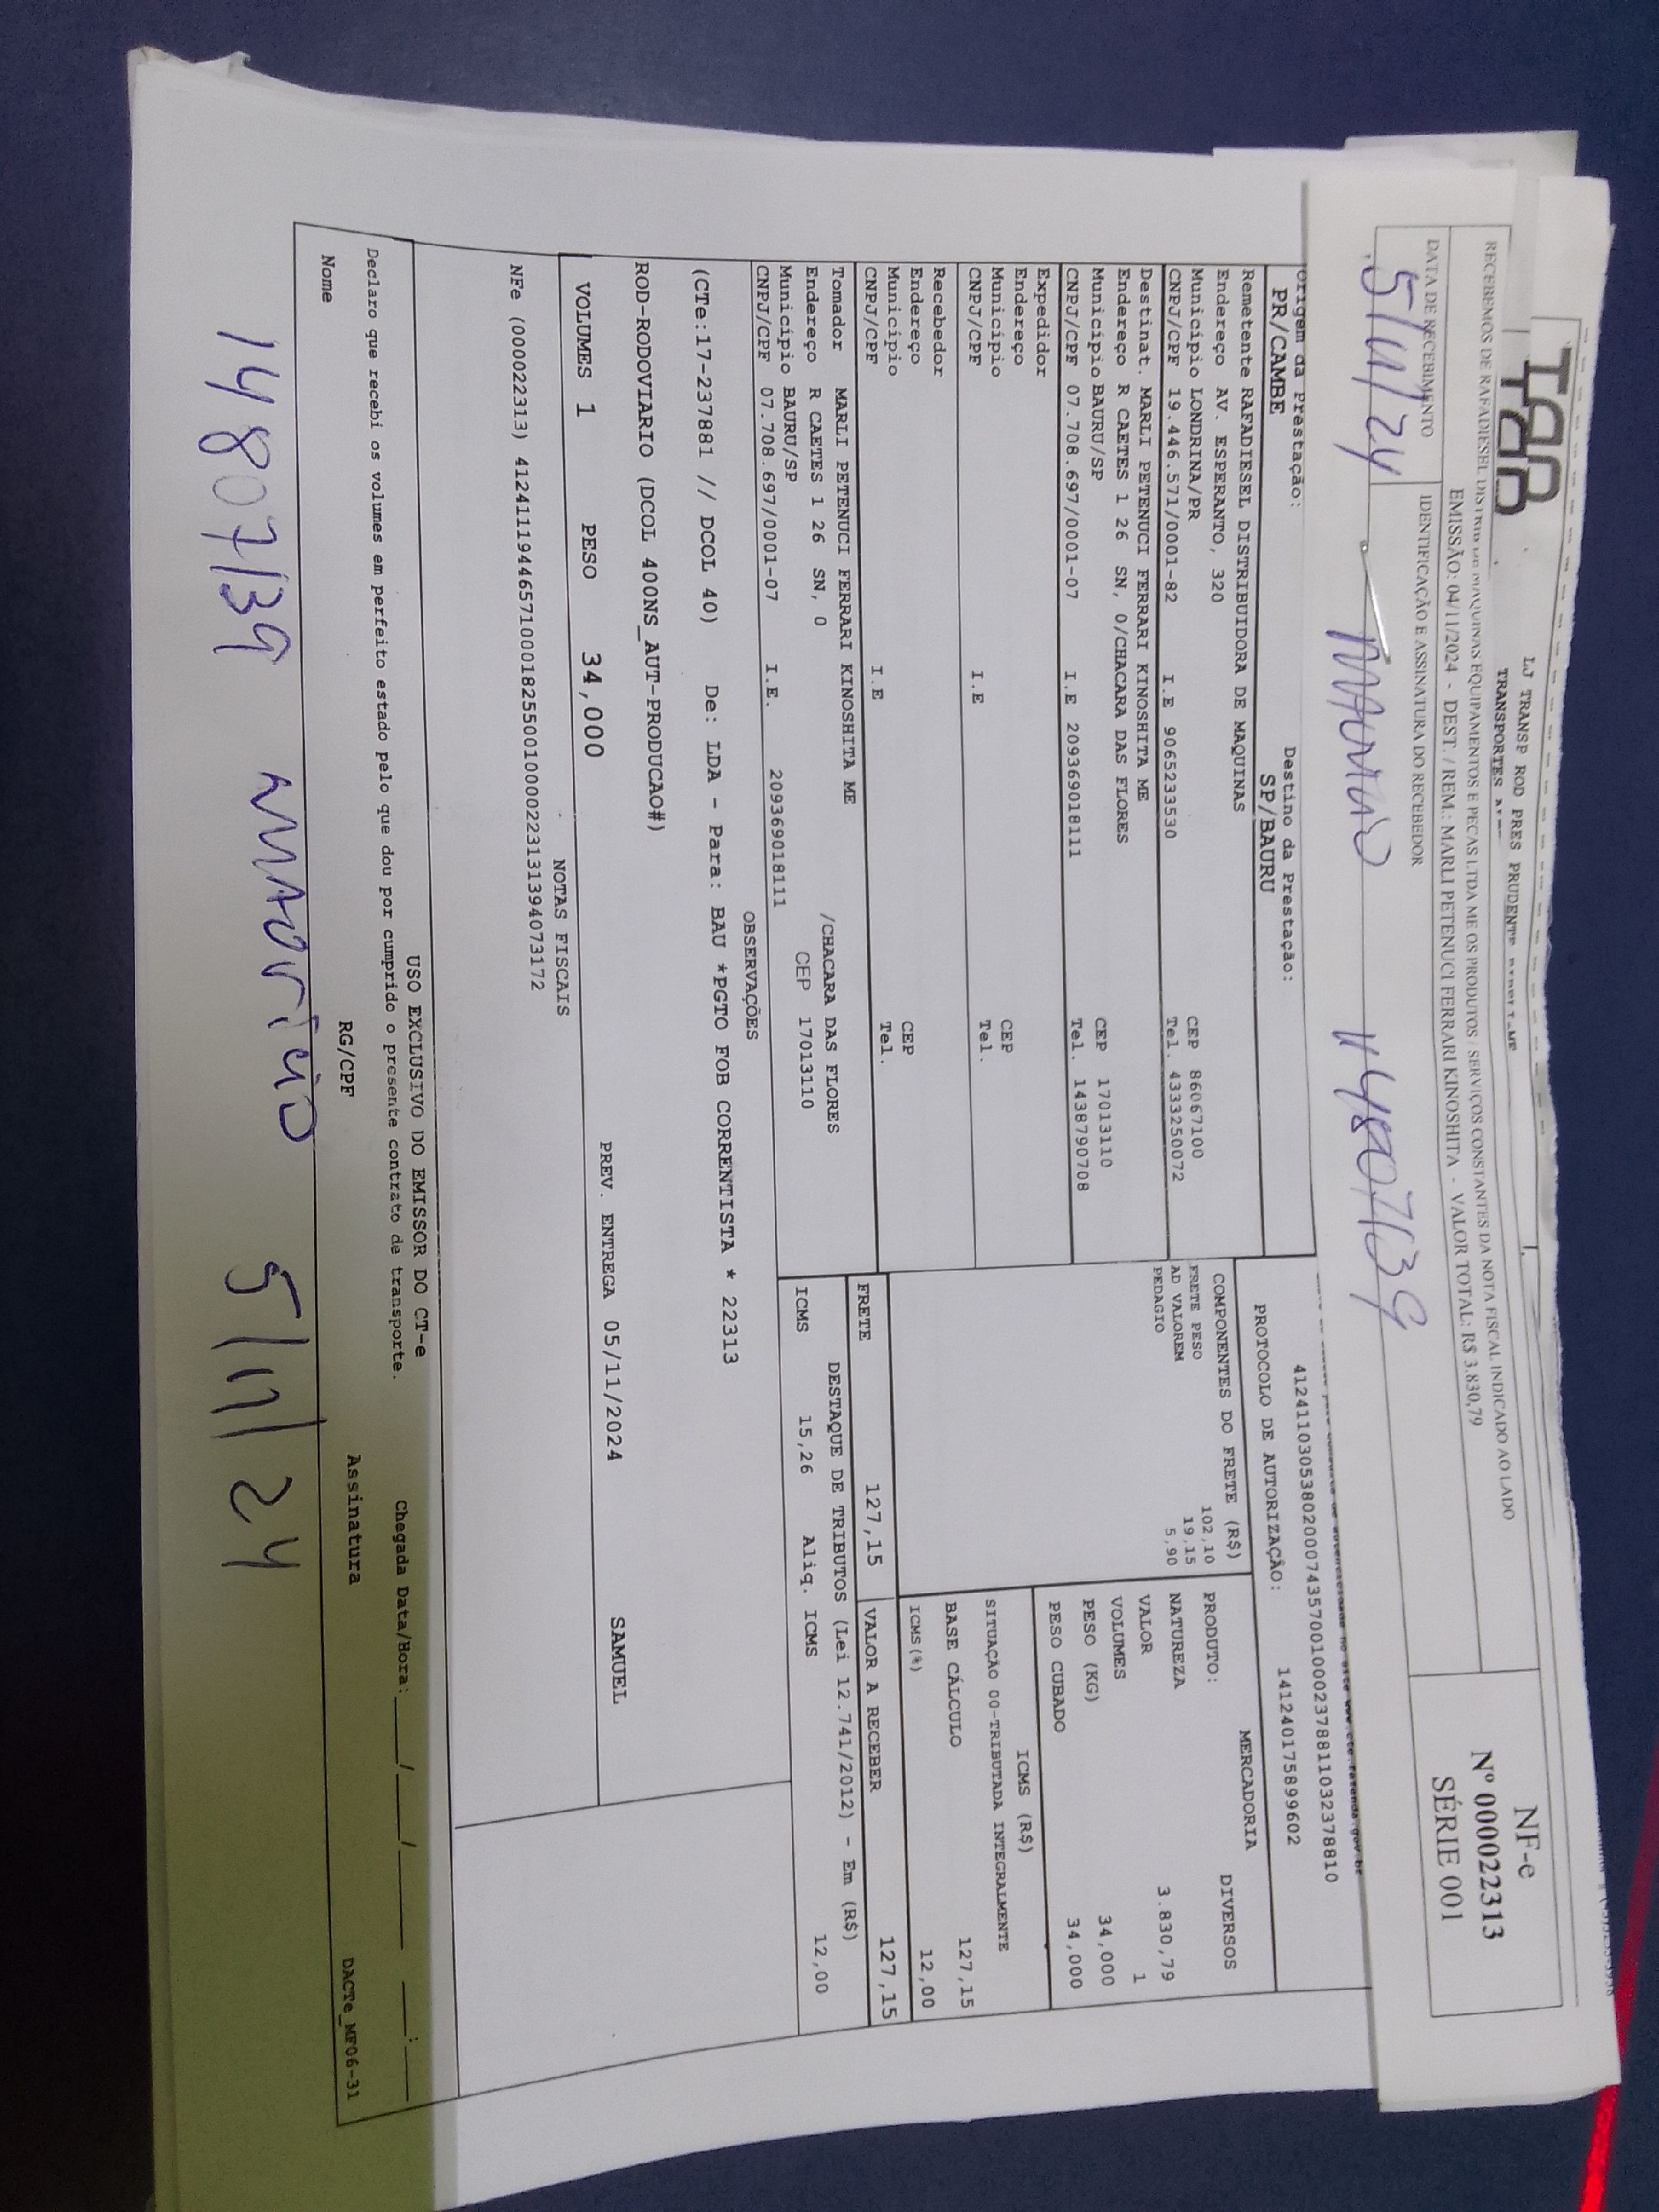 LJ TRANSP ROD PRES PRUDENTE
TRANSPORTES
RECEBEMOS DE RAFADIESEL DISTRIB DE MAQUINAS EQUIPAMENTOS E PECAS LTDA ME OS PRODUTOS / SERVIÇOS CONSTANTES DA NOTA FISCAL INDICADO AO LADO
EMISSÃO: 04/11/2024 - DEST. / REM.: MARLI PETENUCI FERRARI KINOSHITA - VALOR TOTAL: R$ 3.830,79
DATA DE RECEBIMENTO
IDENTIFICAÇÃO E ASSINATURA DO RECEBEDOR
NF-e
Nº 000022313
SÉRIE 001
5/11/24 MAURICIO 14807139
41241103053802000743570010002378811032378810
Origem da Prestação:
PR/CAMBE
Destino da Prestação:
SP/BAURU
PROTOCOLO DE AUTORIZAÇÃO: 141240175899602
Remetente RAFADIESEL DISTRIBUIDORA DE MAQUINAS
Endereço AV. ESPERANTO, 320
Município LONDRINA/PR CEP 86067100
CNPJ/CPF 19.446.571/0001-82 I.E 9065233530 Tel. 4333250072
Destinat. MARLI PETENUCI FERRARI KINOSHITA ME
Endereço R CAETES 1 26 SN, 0/CHACARA DAS FLORES
Município BAURU/SP CEP 17013110
CNPJ/CPF 07.708.697/0001-07 I.E 209369018111 Tel. 1438790708
Expedidor
Endereço
Município CEP
CNPJ/CPF I.E Tel.
Recebedor
Endereço
Município CEP
CNPJ/CPF I.E Tel.
Tomador MARLI PETENUCI FERRARI KINOSHITA ME
Endereço R CAETES 1 26 SN, 0 /CHACARA DAS FLORES
Município BAURU/SP CEP 17013110
CNPJ/CPF 07.708.697/0001-07 I.E. 209369018111
COMPONENTES DO FRETE (R$)
FRETE PESO 102,10
AD VALOREM 19,15
PEDAGIO 5,90
MERCADORIA
PRODUTO: DIVERSOS
NATUREZA
VALOR 3.830,79
VOLUMES 1
PESO (KG) 34,000
PESO CUBADO 34,000
ICMS (R$)
SITUAÇÃO 00-TRIBUTADA INTEGRALMENTE
BASE CÁLCULO 127,15
ICMS(%) 12,00
FRETE 127,15 VALOR A RECEBER 127,15
DESTAQUE DE TRIBUTOS (Lei 12.741/2012) - Em (R$)
ICMS 15,26 Aliq. ICMS 12,00
OBSERVAÇÕES
(CTe:17-237881 // DCOL 40) De: LDA - Para: BAU *PGTO FOB CORRENTISTA * 22313
ROD-RODOVIARIO (DCOL 400NS_AUT-PRODUCAO#)
VOLUMES 1 PESO 34,000 PREV. ENTREGA 05/11/2024 SAMUEL
NOTAS FISCAIS
NFe (000022313) 41241119446571000182550010000223131394073172
USO EXCLUSIVO DO EMISSOR DO CT-e
Declaro que recebi os volumes em perfeito estado pelo que dou por cumprido o presente contrato de transporte. Chegada Data/Hora: ____/____/____ ___:___
Nome RG/CPF Assinatura DACTe_MF06-31
14807139 MAURICIO 5/11/24